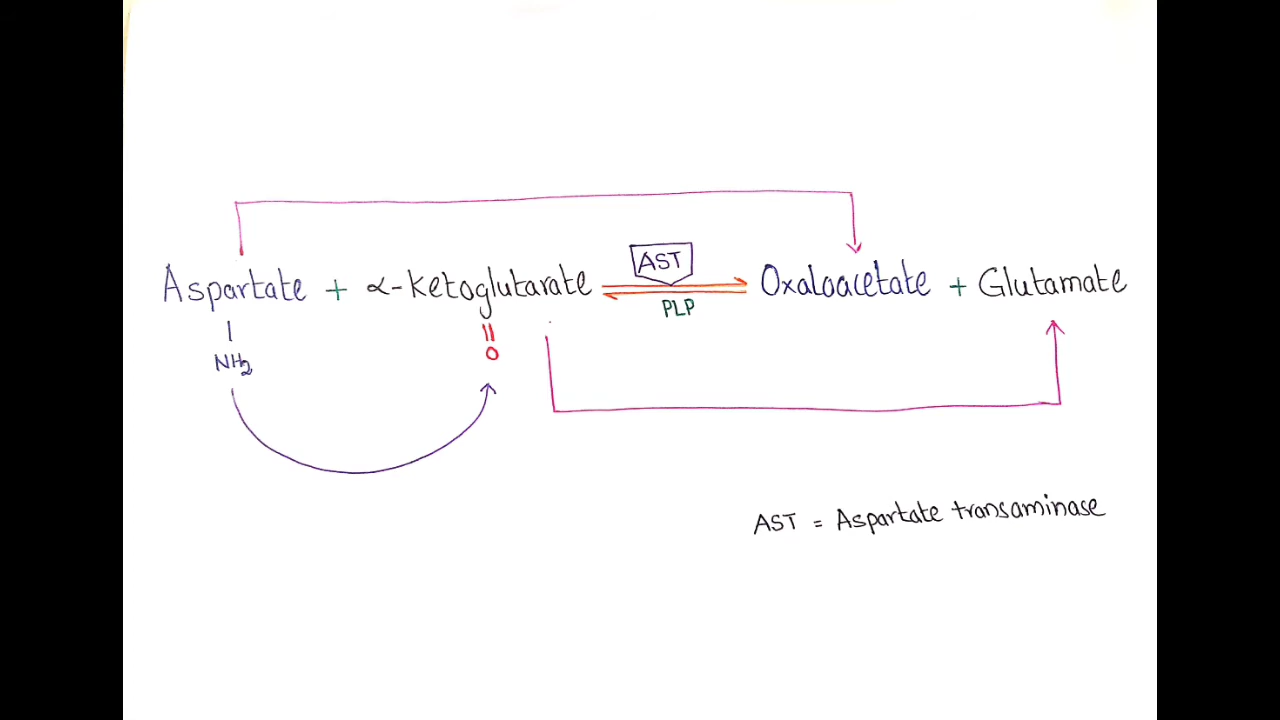 AST
Aspartate + α-ketoglutarate ⇌ Oxaloacetate + Glutamate
PLP
NH2
O
AST = Aspartate transaminase